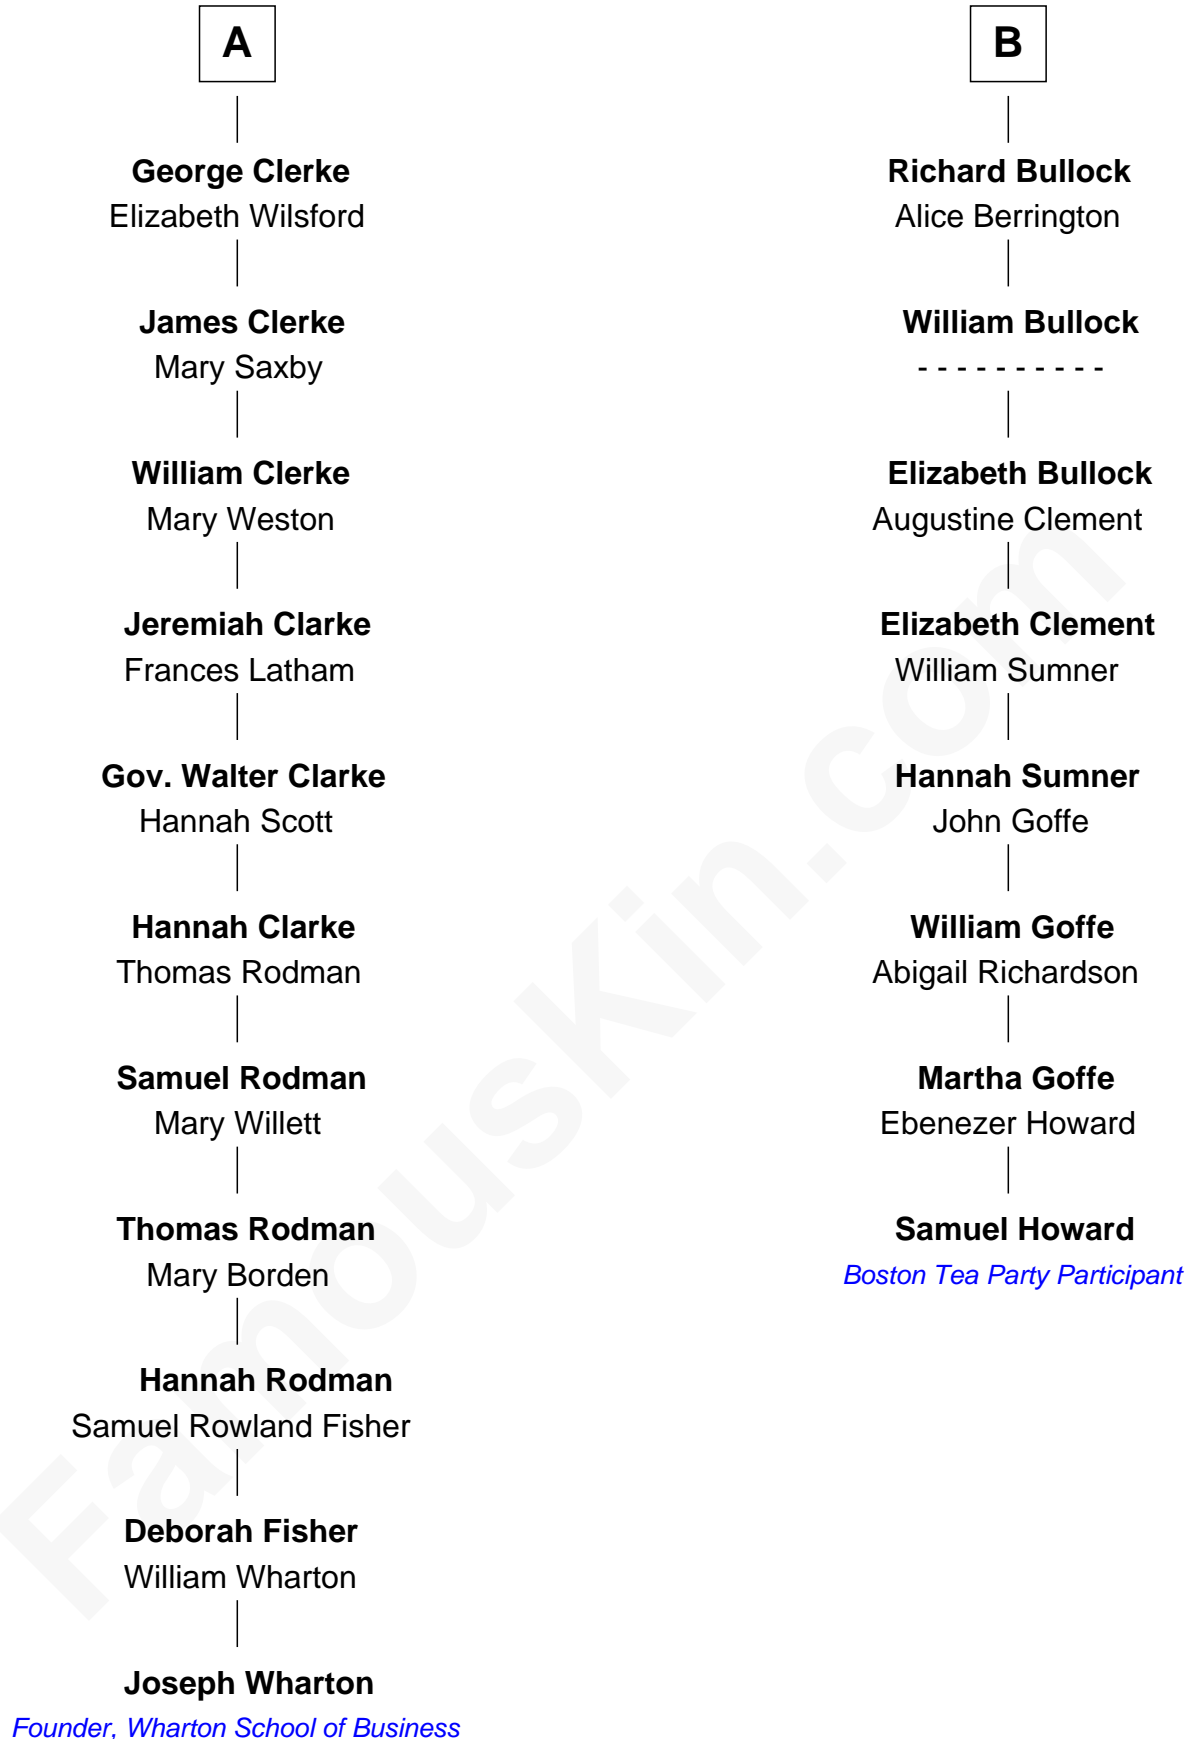 A
George Clerke
Elizabeth Wilsford
James Clerke
Mary Saxby
William Clerke
Mary Weston
Jeremiah Clarke
Frances Latham
Gov. Walter Clarke
Hannah Scott
Hannah Clarke
Thomas Rodman
Samuel Rodman
Mary Willett
Thomas Rodman
Mary Borden
Hannah Rodman
Samuel Rowland Fisher
Deborah Fisher
William Wharton
Joseph Wharton
Founder, Wharton School of Business
B
Richard Bullock
Alice Berrington
William Bullock
- - - - - - - - - -
Elizabeth Bullock
Augustine Clement
Elizabeth Clement
William Sumner
Hannah Sumner
John Goffe
William Goffe
Abigail Richardson
Martha Goffe
Ebenezer Howard
Samuel Howard
Boston Tea Party Participant
FamousKin.com